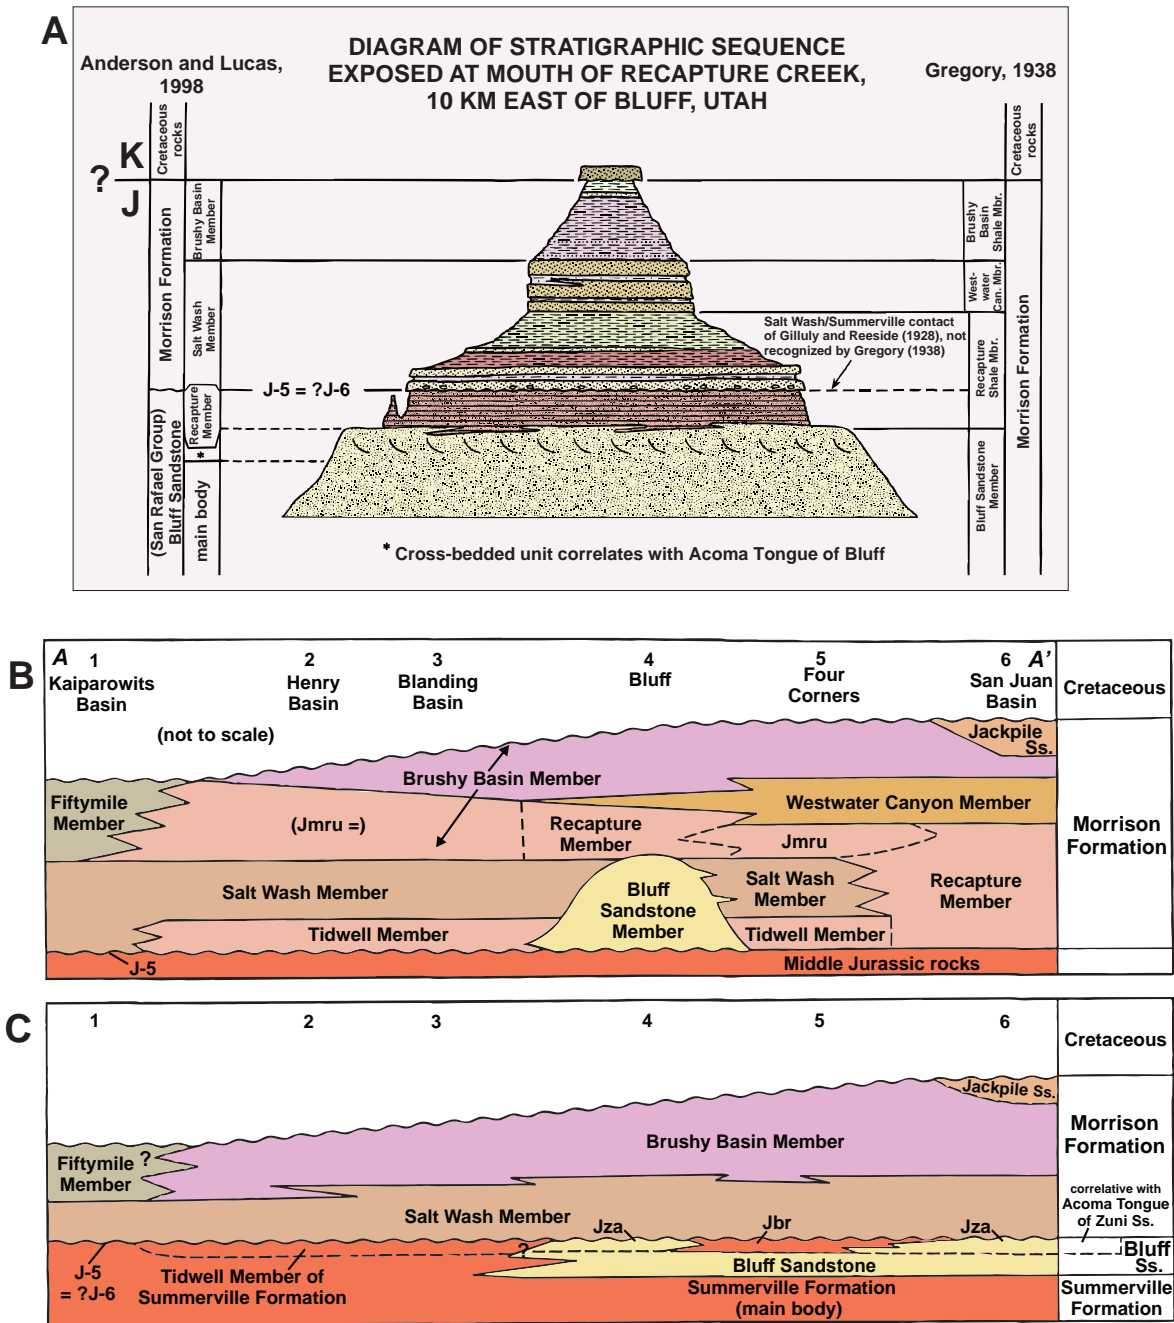 A
Anderson and Lucas,
1998
DIAGRAM OF STRATIGRAPHIC SEQUENCE
EXPOSED AT MOUTH OF RECAPTURE CREEK,
10 KM EAST OF BLUFF, UTAH
Gregory, 1938
K
?
J
Cretaceous
rocks
Morrison Formation
(San Rafael Group)
Bluff Sandstone
Brushy Basin
Member
Salt Wash
Member
Recapture
Member
*
main body
J-5 = ?J-6
Salt Wash/Summerville contact
of Gilluly and Reeside (1928), not
recognized by Gregory (1938)
Brushy
Basin
Shale Mbr.
West-
water
Can. Mbr.
Recapture
Shale Mbr.
Bluff Sandstone
Member
Cretaceous
rocks
Morrison Formation
* Cross-bedded unit correlates with Acoma Tongue of Bluff
B
A
1
Kaiparowits
Basin
2
Henry
Basin
3
Blanding
Basin
4
Bluff
5
Four
Corners
6
A'
San Juan
Basin
Cretaceous
(not to scale)
Jackpile
Ss.
Brushy Basin Member
Fiftymile
Member
(Jmru =)
Recapture
Member
Westwater Canyon Member
Jmru
Morrison
Formation
Salt Wash Member
Bluff
Sandstone
Member
Salt Wash
Member
Recapture
Member
Tidwell Member
Tidwell Member
J-5
Middle Jurassic rocks
C
1
2
3
4
5
6
Cretaceous
Jackpile Ss.
Brushy Basin Member
Morrison
Formation
Fiftymile
Member
?
Salt Wash Member
correlative with
Acoma Tongue
of Zuni Ss.
Jza
Jbr
Jza
?
J-5
= ?J-6
Tidwell Member of
Summerville Formation
Bluff Sandstone
Bluff
Ss.
Summerville Formation
(main body)
Summerville
Formation